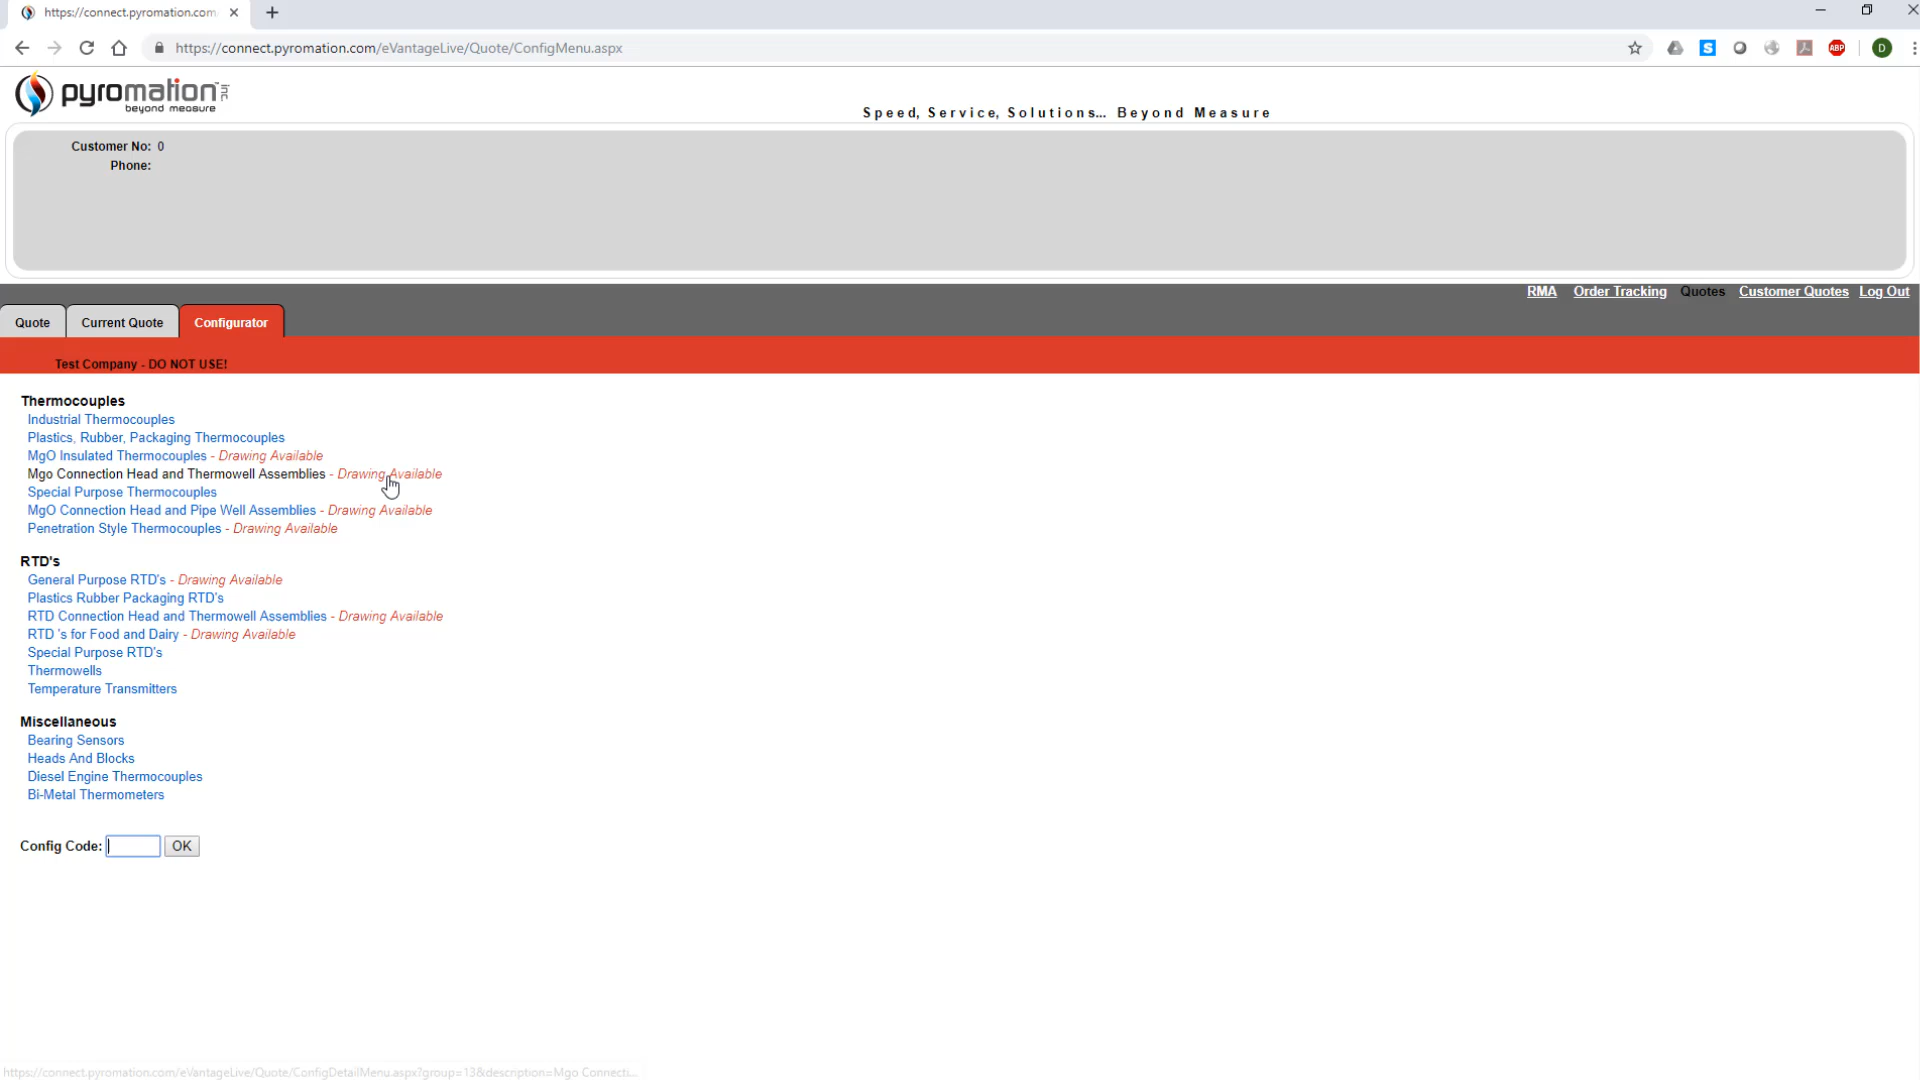 https://connect.pyromation.com
https://connect.pyromation.com/eVantageLive/Quote/ConfigMenu.aspx
S
ABP
D
pyromation inc
beyond measure
Speed, Service, Solutions... Beyond Measure
Customer No: 0
Phone:
RMA Order Tracking Quotes Customer Quotes Log Out
Quote Current Quote Configurator
Test Company - DO NOT USE!
Thermocouples
Industrial Thermocouples
Plastics, Rubber, Packaging Thermocouples
MgO Insulated Thermocouples - Drawing Available
Mgo Connection Head and Thermowell Assemblies - Drawing Available
Special Purpose Thermocouples
MgO Connection Head and Pipe Well Assemblies - Drawing Available
Penetration Style Thermocouples - Drawing Available
RTD's
General Purpose RTD's - Drawing Available
Plastics Rubber Packaging RTD's
RTD Connection Head and Thermowell Assemblies - Drawing Available
RTD 's for Food and Dairy - Drawing Available
Special Purpose RTD's
Thermowells
Temperature Transmitters
Miscellaneous
Bearing Sensors
Heads And Blocks
Diesel Engine Thermocouples
Bi-Metal Thermometers
Config Code: OK
https://connect.pyromation.com/eVantageLive/Quote/ConfigDetailMenu.aspx?group=13&description=Mgo Connecti...